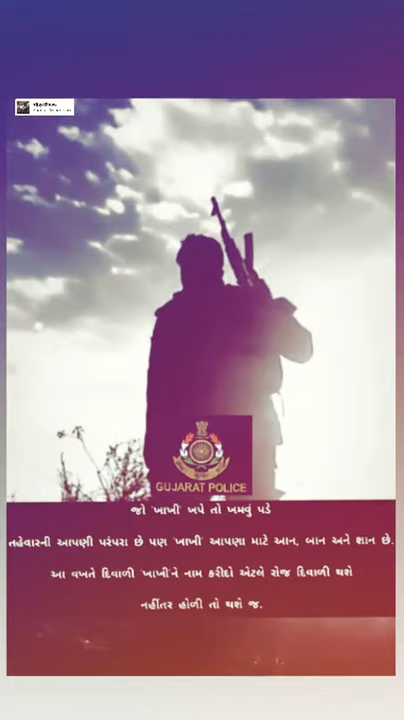 GUJARAT POLICE
જો 'ખાખી' ખપે તો ખમવું પડે
તહેવારની આપણી પરંપરા છે પણ 'ખાખી' આપણા માટે આન, બાન અને શાન છે.
આ વખતે દિવાળી 'ખાખી'ને નામ કરીદો એટલે રોજ દિવાળી થશે
નહીંતર હોળી તો થશે જ.